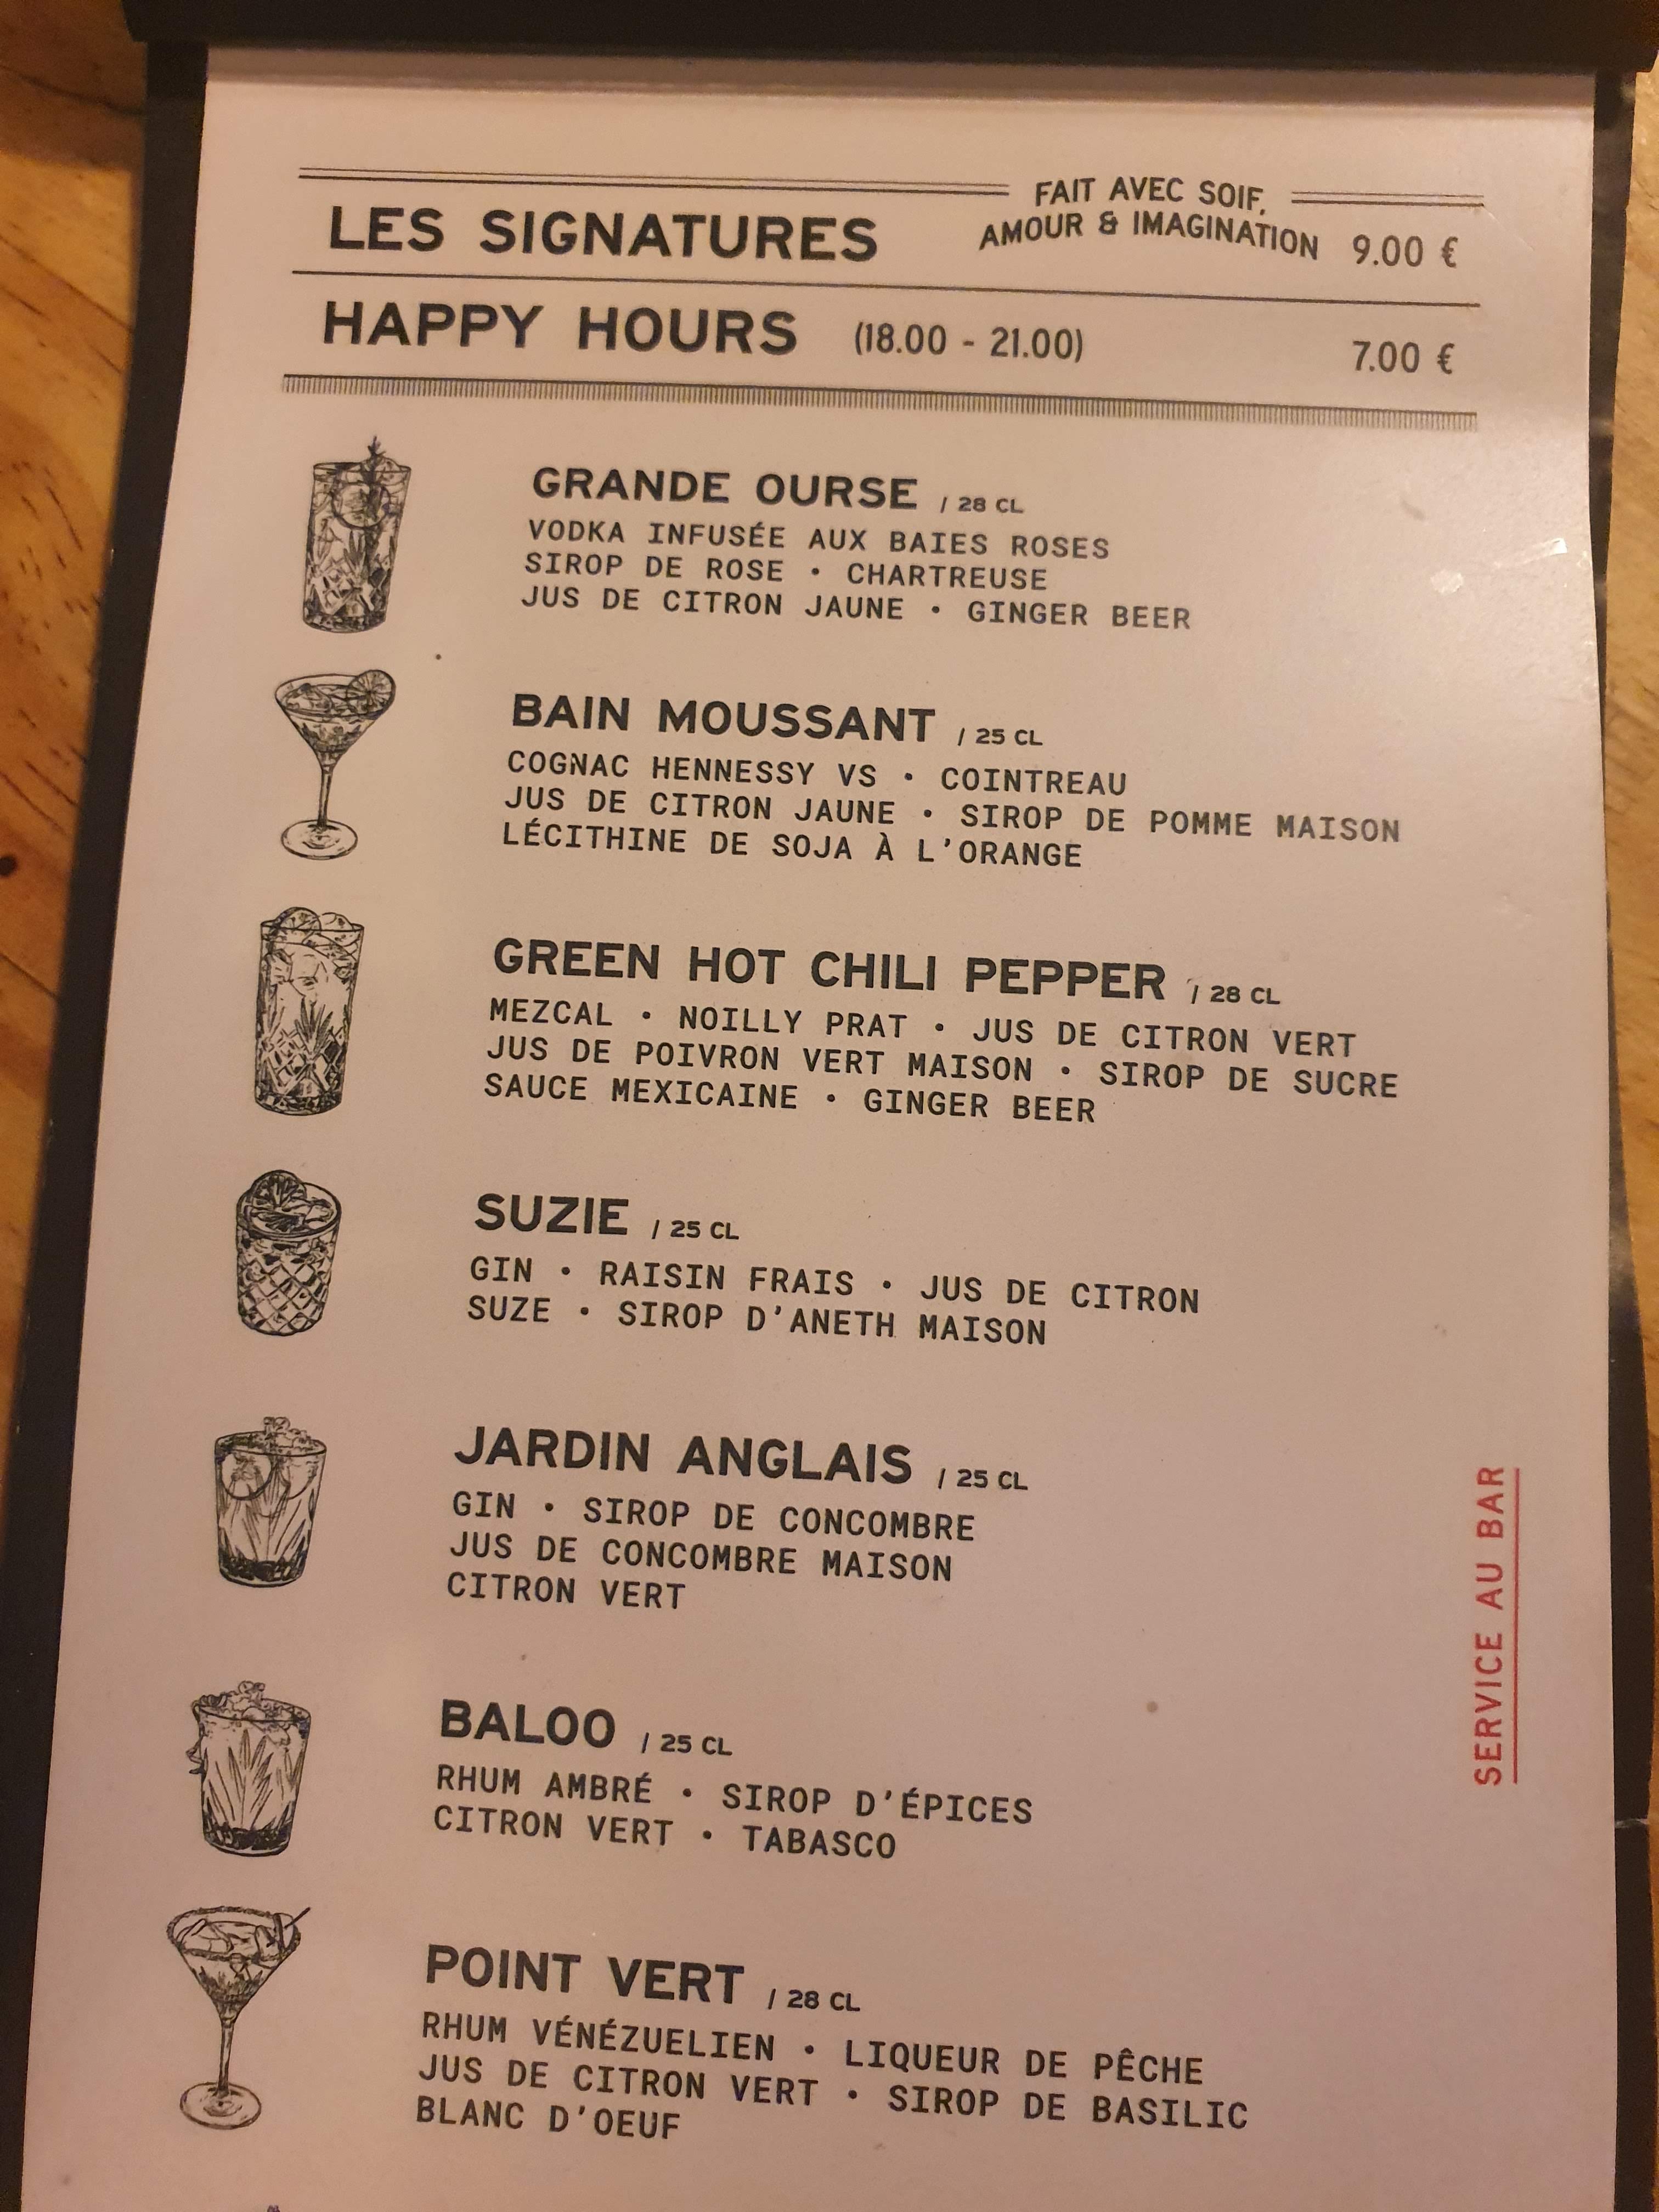 FAIT AVEC SOIF,
AMOUR & IMAGINATION
LES SIGNATURES 9.00 €
HAPPY HOURS (18.00 - 21.00) 7.00 €
GRANDE OURSE / 28 CL
VODKA INFUSÉE AUX BAIES ROSES
SIROP DE ROSE • CHARTREUSE
JUS DE CITRON JAUNE • GINGER BEER
BAIN MOUSSANT / 25 CL
COGNAC HENNESSY VS • COINTREAU
JUS DE CITRON JAUNE • SIROP DE POMME MAISON
LÉCITHINE DE SOJA À L'ORANGE
GREEN HOT CHILI PEPPER / 28 CL
MEZCAL • NOILLY PRAT • JUS DE CITRON VERT
JUS DE POIVRON VERT MAISON • SIROP DE SUCRE
SAUCE MEXICAINE • GINGER BEER
SUZIE / 25 CL
GIN • RAISIN FRAIS • JUS DE CITRON
SUZE • SIROP D'ANETH MAISON
JARDIN ANGLAIS / 25 CL
GIN • SIROP DE CONCOMBRE
JUS DE CONCOMBRE MAISON
CITRON VERT
BALOO / 25 CL
RHUM AMBRÉ • SIROP D'ÉPICES
CITRON VERT • TABASCO
POINT VERT / 28 CL
RHUM VÉNÉZUELIEN • LIQUEUR DE PÊCHE
JUS DE CITRON VERT • SIROP DE BASILIC
BLANC D'OEUF
SERVICE AU BAR